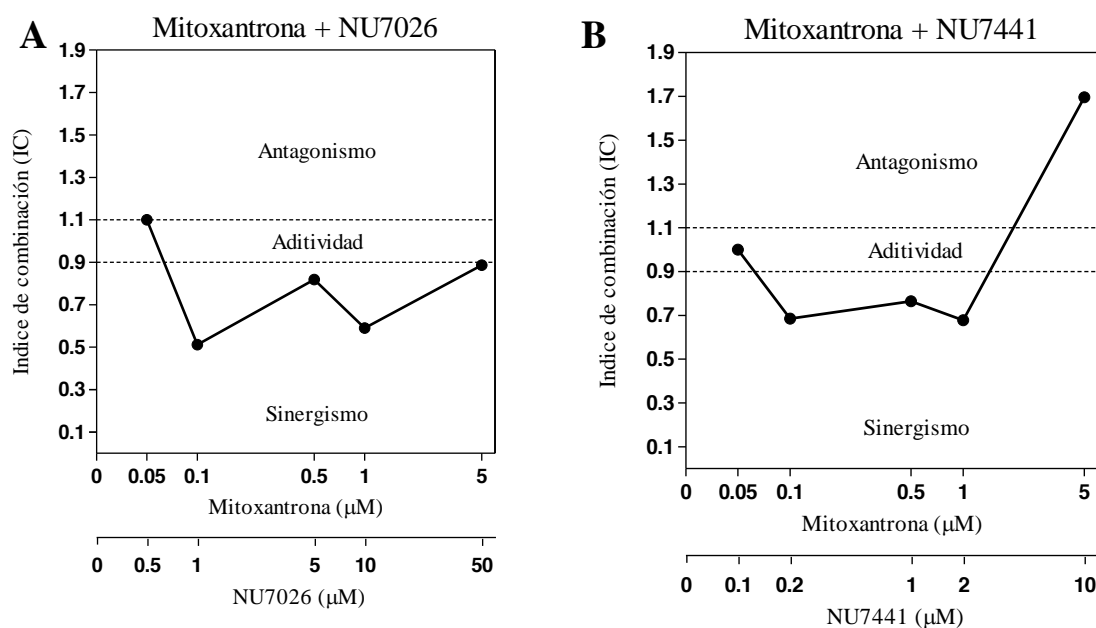 A
Mitoxantrona + NU7026
Indice de combinación (IC)
1.9
1.7
1.5
1.3
1.1
0.9
0.7
0.5
0.3
0.1
Antagonismo
Aditividad
Sinergismo
0 0.05 0.1 0.5 1 5
Mitoxantrona (μM)
0 0.5 1 5 10 50
NU7026 (μM)
B
Mitoxantrona + NU7441
Indice de combinación (IC)
1.9
1.7
1.5
1.3
1.1
0.9
0.7
0.5
0.3
0.1
Antagonismo
Aditividad
Sinergismo
0 0.05 0.1 0.5 1 5
Mitoxantrona (μM)
0 0.1 0.2 1 2 10
NU7441 (μM)